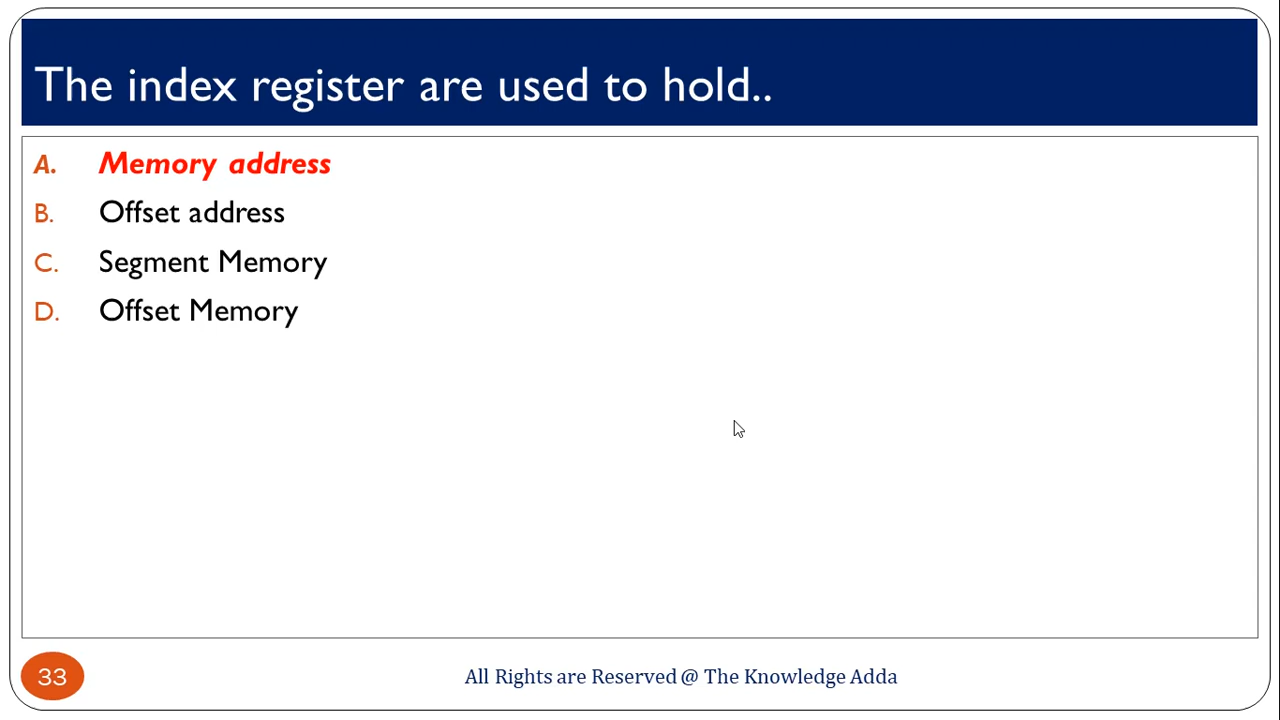 The index register are used to hold..
A. Memory address
B. Offset address
C. Segment Memory
D. Offset Memory
33
All Rights are Reserved @ The Knowledge Adda